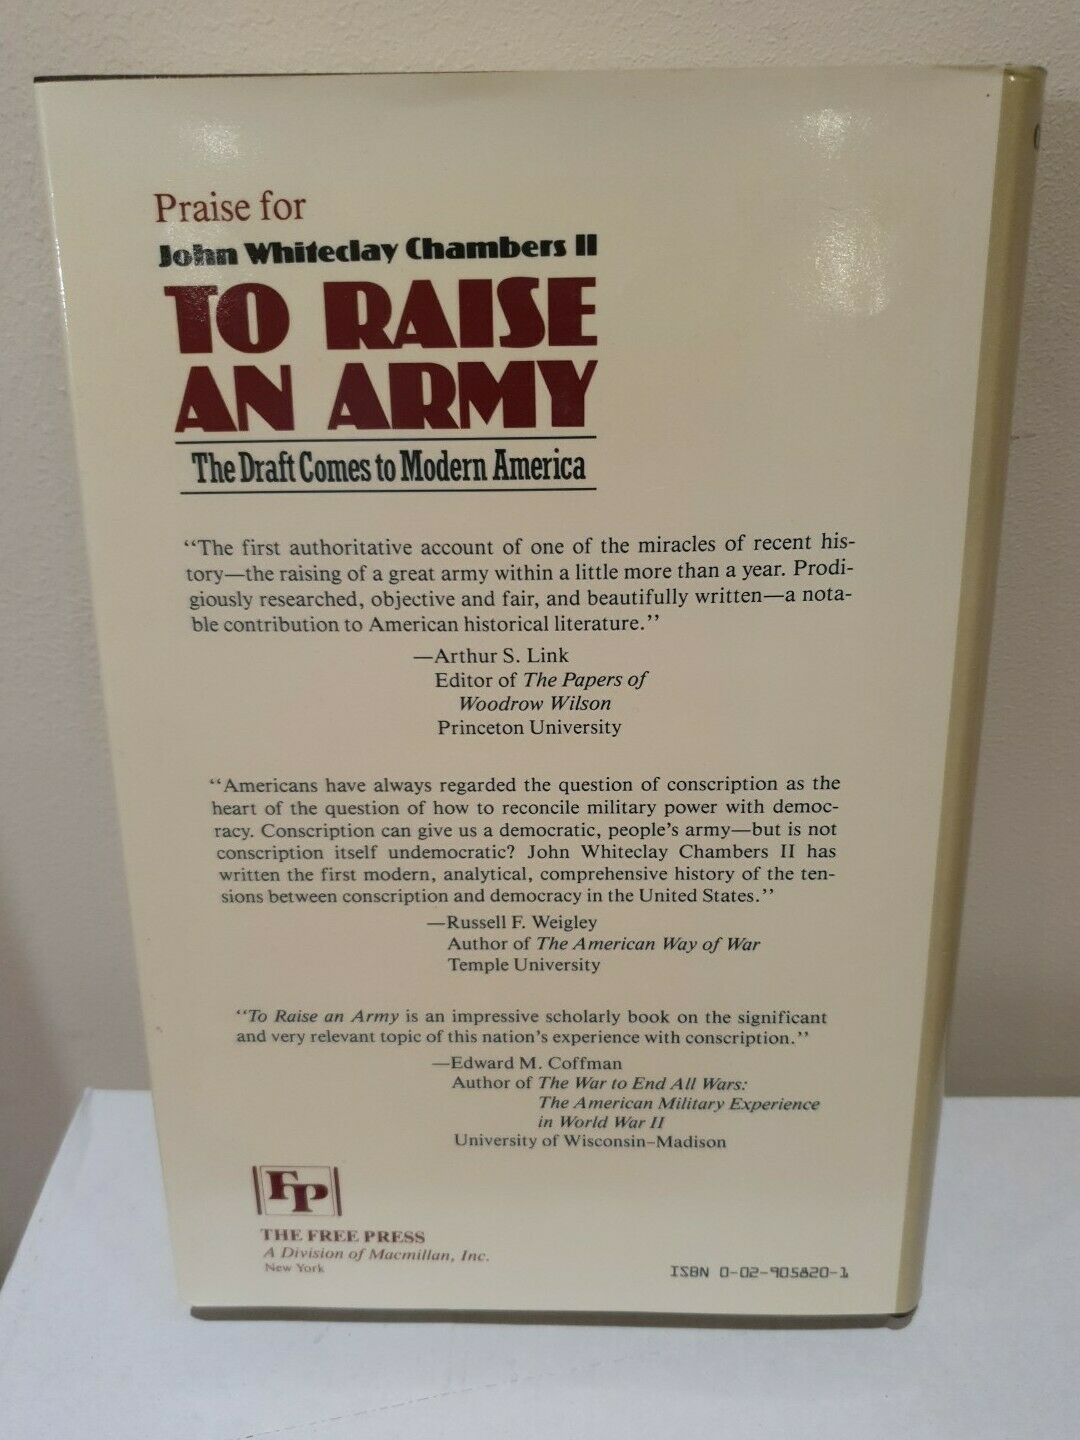 Praise for
John Whiteclay Chambers II
TO RAISE
AN ARMY
The Draft Comes to Modern America
“The first authoritative account of one of the miracles of recent his-
tory—the raising of a great army within a little more than a year. Prodi-
giously researched, objective and fair, and beautifully written—a nota-
ble contribution to American historical literature.”
—Arthur S. Link
Editor of The Papers of
Woodrow Wilson
Princeton University
“Americans have always regarded the question of conscription as the
heart of the question of how to reconcile military power with democ-
racy. Conscription can give us a democratic, people’s army—but is not
conscription itself undemocratic? John Whiteclay Chambers II has
written the first modern, analytical, comprehensive history of the ten-
sions between conscription and democracy in the United States.”
—Russell F. Weigley
Author of The American Way of War
Temple University
“To Raise an Army is an impressive scholarly book on the significant
and very relevant topic of this nation’s experience with conscription.”
—Edward M. Coffman
Author of The War to End All Wars:
The American Military Experience
in World War II
University of Wisconsin–Madison
FP
THE FREE PRESS
A Division of Macmillan, Inc.
New York
ISBN 0-02-905820-1